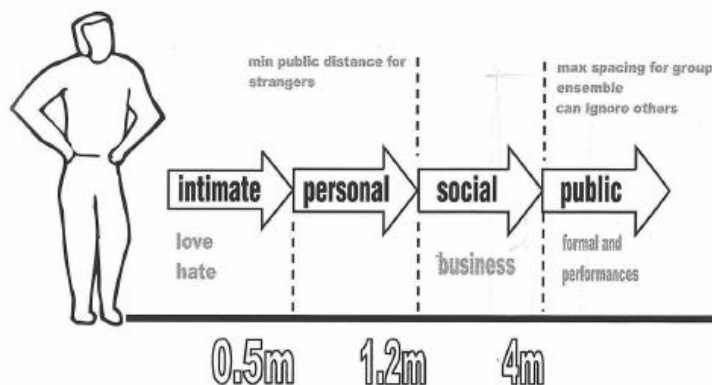 min public distance for
strangers
max spacing for group
ensemble
can ignore others
intimate
personal
social
public
love
hate
business
formal and
performances
0.5m
1.2m
4m